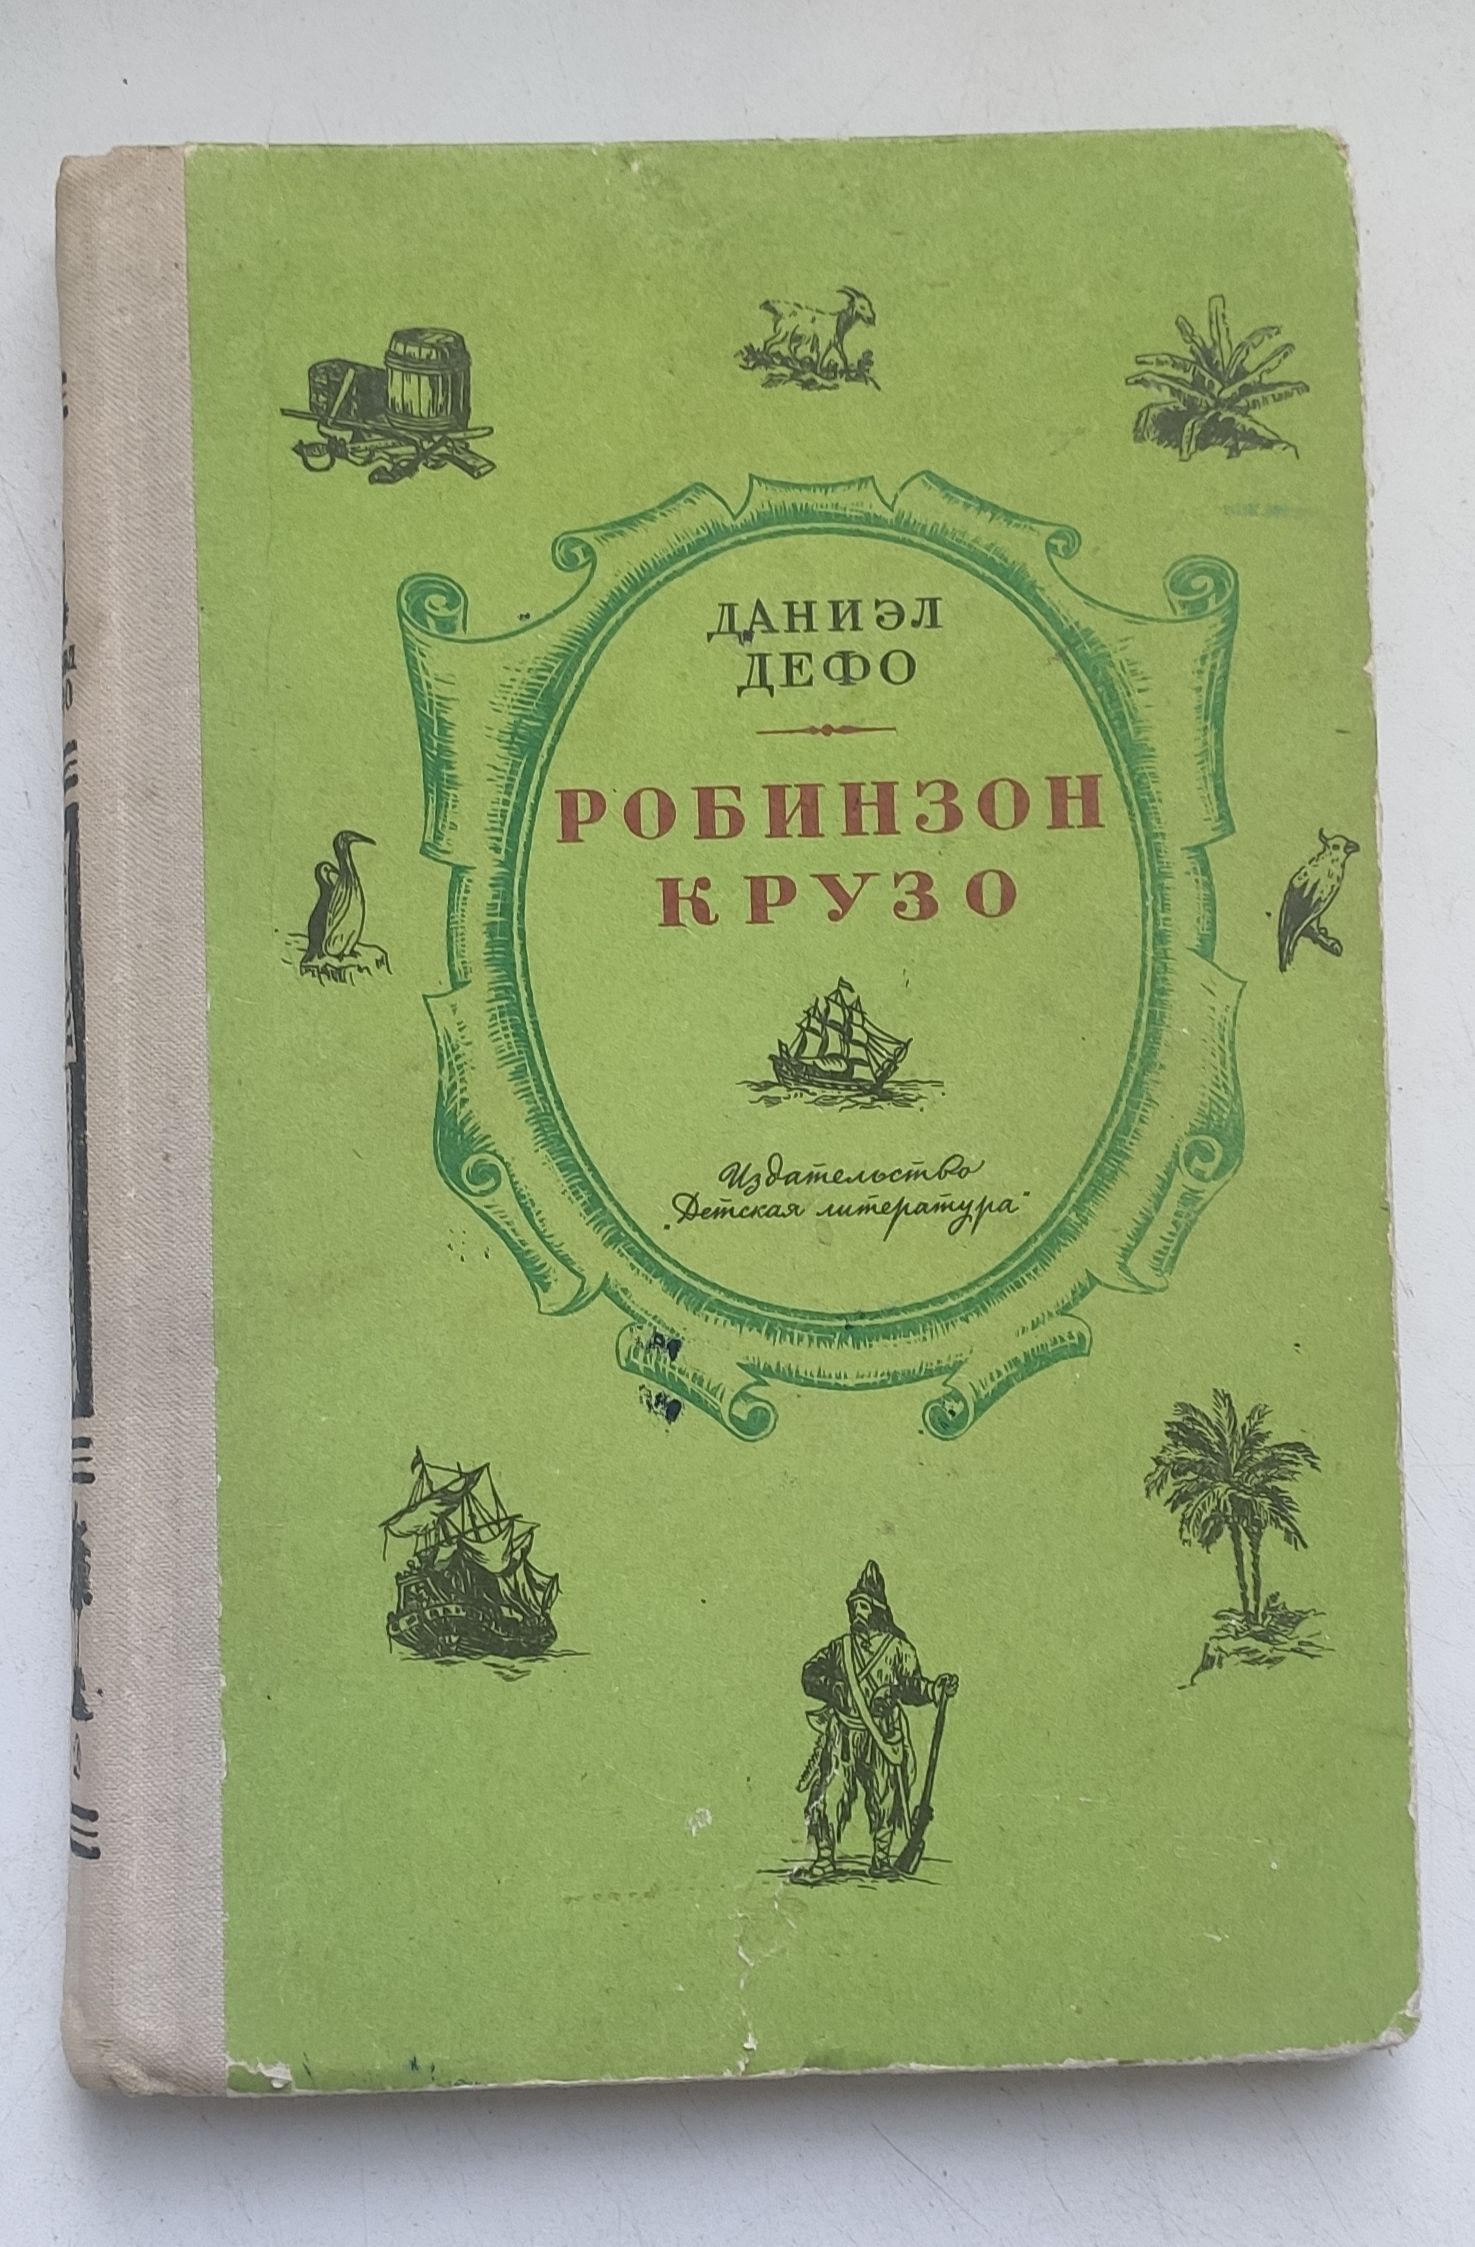 ДАНИЭЛ
ДЕФО
РОБИНЗОН
КРУЗО
Издательство
„Детская литература"